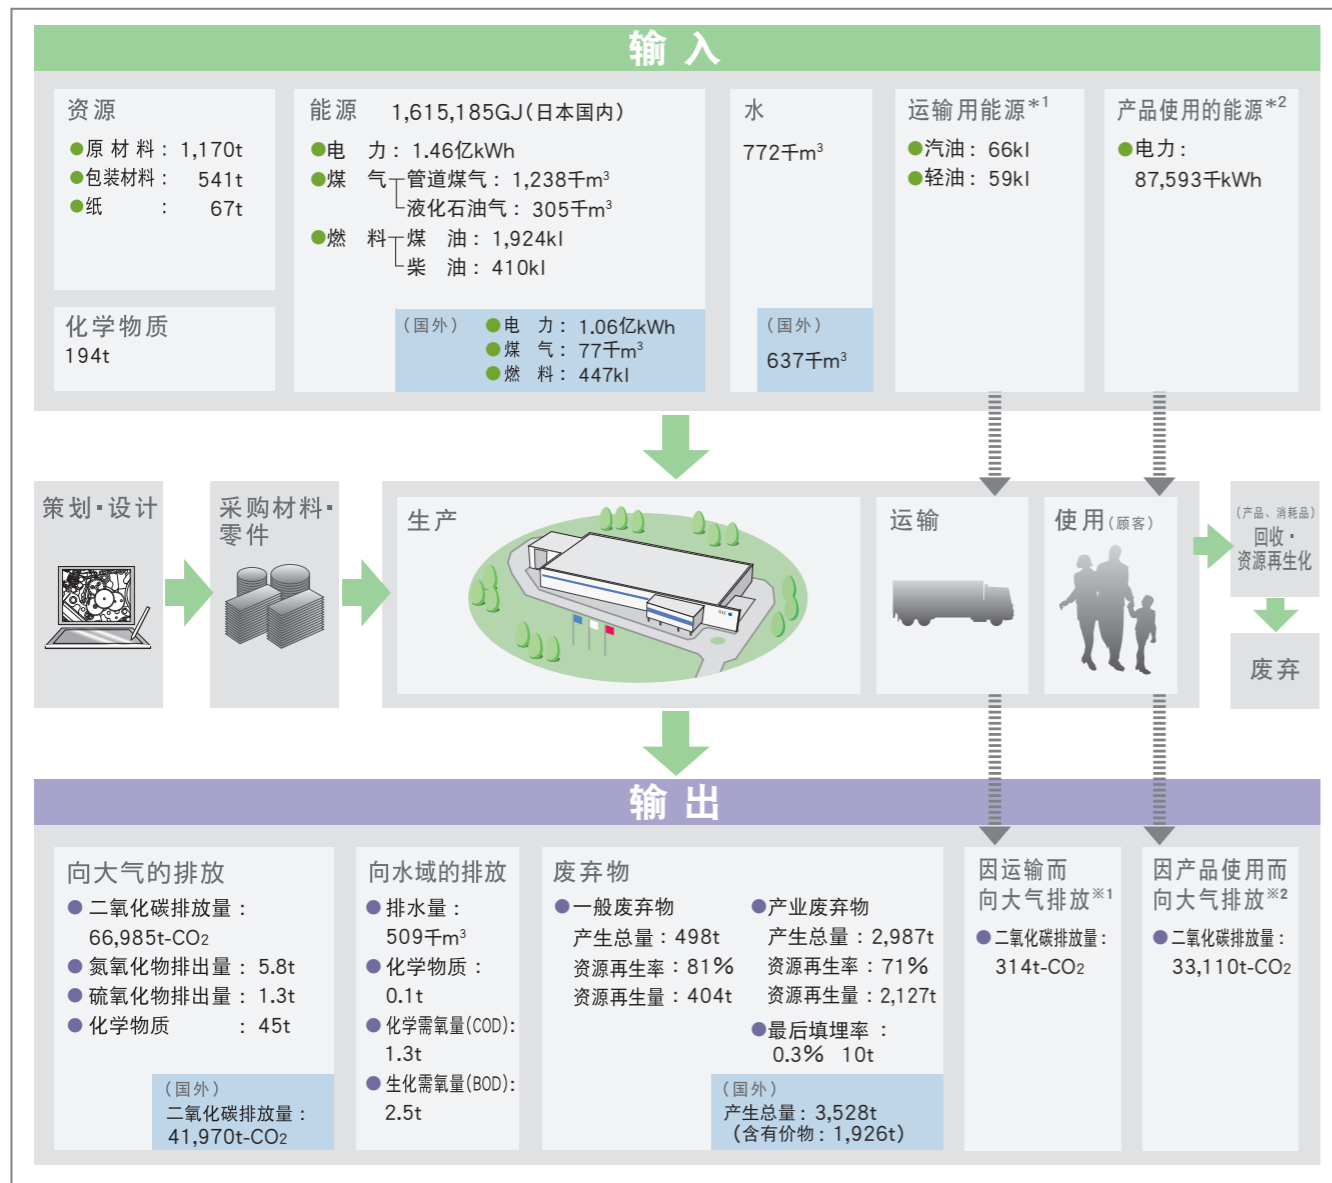 输入
资源
●原材料：1,170t
●包装材料：541t
●纸：67t
化学物质
194t
能源 1,615,185GJ(日本国内)
●电 力：1.46亿kWh
●煤 气 管道煤气：1,238千m³
液化石油气：305千m³
●燃 料 煤 油：1,924kl
柴 油：410kl
(国外) ●电 力：1.06亿kWh
●煤 气：77千m³
●燃 料：447kl
水
772千m³
(国外)
637千m³
运输用能源*1
●汽油：66kl
●轻油：59kl
产品使用的能源*2
●电力：
87,593千kWh
策划▪设计
采购材料▪
零件
生产
运输
使用(顾客)
(产品、消耗品)
回收▪
资源再生化
废弃
输出
向大气的排放
●二氧化碳排放量：
66,985t-CO₂
●氮氧化物排出量：5.8t
●硫氧化物排出量：1.3t
●化学物质 ：45t
(国外)
二氧化碳排放量：
41,970t-CO₂
向水域的排放
●排水量：
509千m³
●化学物质：
0.1t
●化学需氧量(COD)：
1.3t
●生化需氧量(BOD)：
2.5t
废弃物
●一般废弃物
产生总量：498t
资源再生率：81%
资源再生量：404t
●产业废弃物
产生总量：2,987t
资源再生率：71%
资源再生量：2,127t
●最后填埋率：
0.3% 10t
(国外)
产生总量：3,528t
(含有价物：1,926t)
因运输而
向大气排放※1
●二氧化碳排放量：
314t-CO₂
因产品使用而
向大气排放※2
●二氧化碳排放量：
33,110t-CO₂